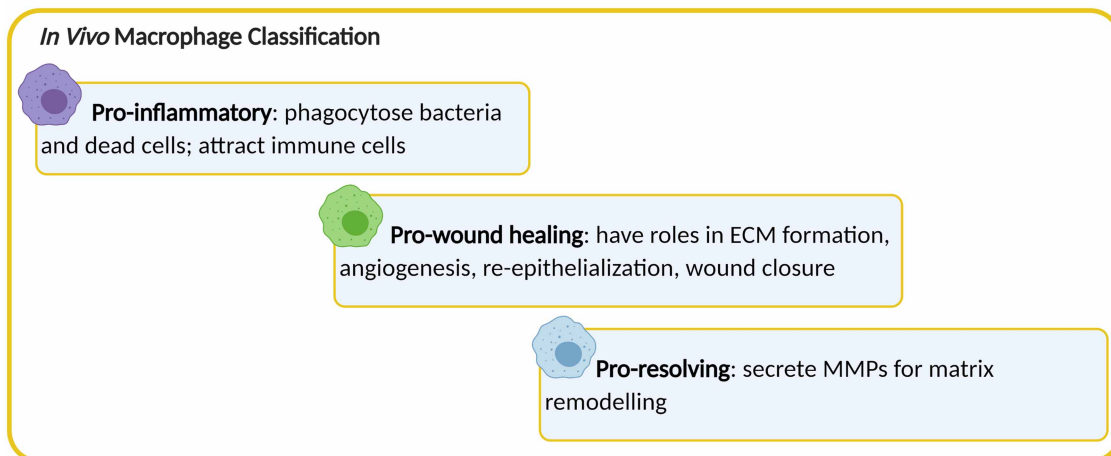 In Vivo Macrophage Classification
Pro-inflammatory: phagocytose bacteria
and dead cells; attract immune cells
Pro-wound healing: have roles in ECM formation,
angiogenesis, re-epithelialization, wound closure
Pro-resolving: secrete MMPs for matrix
remodelling